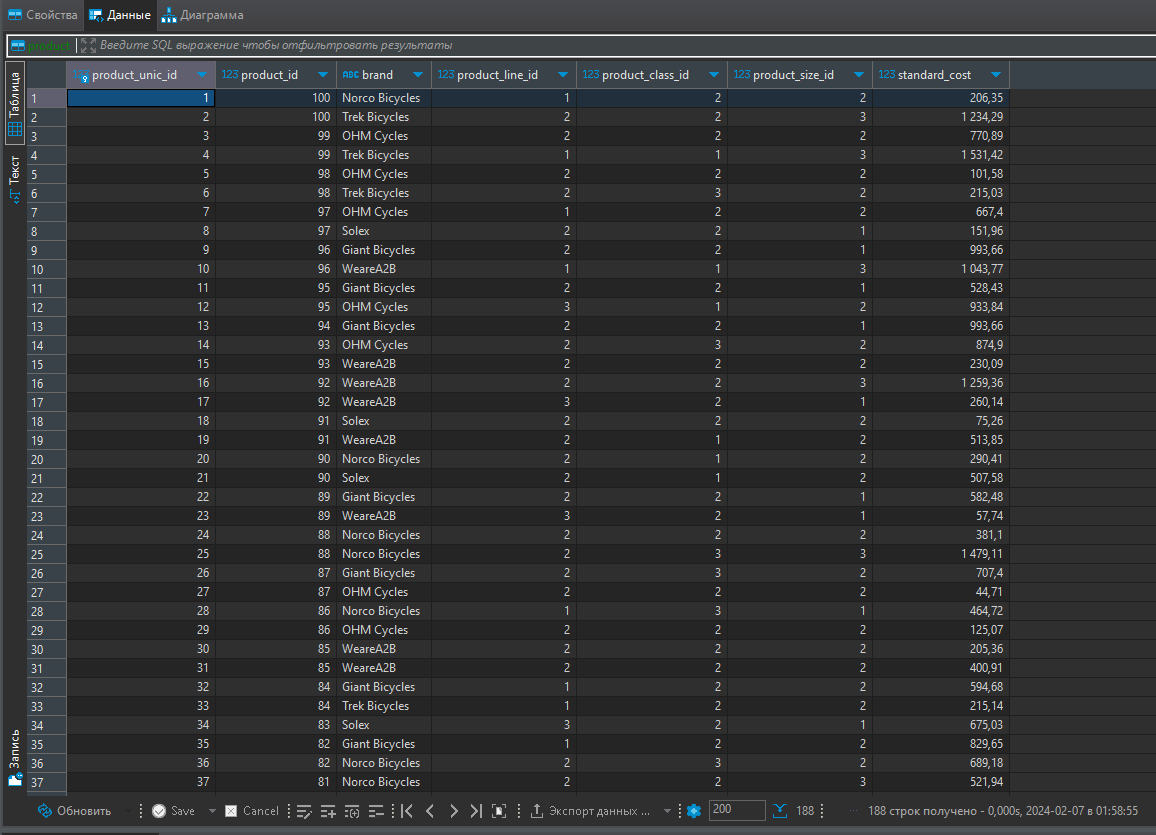 Свойства Данные Диаграмма
product Введите SQL выражение чтобы отфильтровать результаты
123 product_unic_id 123 product_id ABC brand 123 product_line_id 123 product_class_id 123 product_size_id 123 standard_cost
Таблица
Текст
Запись
1 1 100 Norco Bicycles 1 2 2 206,35
2 2 100 Trek Bicycles 2 2 3 1 234,29
3 3 99 OHM Cycles 2 2 2 770,89
4 4 99 Trek Bicycles 1 1 3 1 531,42
5 5 98 OHM Cycles 2 2 2 101,58
6 6 98 Trek Bicycles 2 3 2 215,03
7 7 97 OHM Cycles 1 2 2 667,4
8 8 97 Solex 2 2 1 151,96
9 9 96 Giant Bicycles 2 2 1 993,66
10 10 96 WeareA2B 1 1 3 1 043,77
11 11 95 Giant Bicycles 2 2 1 528,43
12 12 95 OHM Cycles 3 1 2 933,84
13 13 94 Giant Bicycles 2 2 1 993,66
14 14 93 OHM Cycles 2 3 2 874,9
15 15 93 WeareA2B 2 2 2 230,09
16 16 92 WeareA2B 2 2 3 1 259,36
17 17 92 WeareA2B 3 2 1 260,14
18 18 91 Solex 2 2 2 75,26
19 19 91 WeareA2B 2 1 2 513,85
20 20 90 Norco Bicycles 2 1 2 290,41
21 21 90 Solex 2 1 2 507,58
22 22 89 Giant Bicycles 2 2 1 582,48
23 23 89 WeareA2B 3 2 1 57,74
24 24 88 Norco Bicycles 2 2 2 381,1
25 25 88 Norco Bicycles 2 3 3 1 479,11
26 26 87 Giant Bicycles 2 3 2 707,4
27 27 87 OHM Cycles 2 2 2 44,71
28 28 86 Norco Bicycles 1 3 1 464,72
29 29 86 OHM Cycles 2 2 2 125,07
30 30 85 WeareA2B 2 2 2 205,36
31 31 85 WeareA2B 2 2 2 400,91
32 32 84 Giant Bicycles 1 2 2 594,68
33 33 84 Trek Bicycles 1 2 2 215,14
34 34 83 Solex 3 2 1 675,03
35 35 82 Giant Bicycles 1 2 2 829,65
36 36 82 Norco Bicycles 2 3 2 689,18
37 37 81 Norco Bicycles 2 2 3 521,94
Обновить Save Cancel Экспорт данных ... 200 188 188 строк получено - 0,000s, 2024-02-07 в 01:58:55